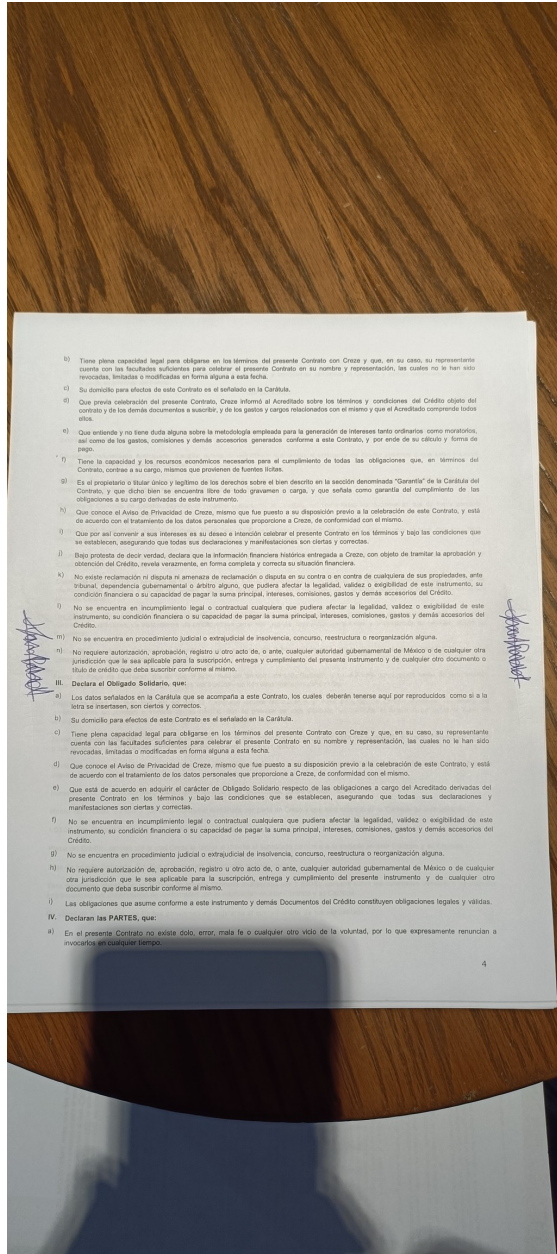 b) Tiene plena capacidad legal para obligarse en los términos del presente Contrato con Creze y que, en su caso, su representante
cuenta con las facultades suficientes para celebrar el presente Contrato en su nombre y representación, las cuales no le han sido
revocadas, limitadas o modificadas en forma alguna a esta fecha.
c) Su domicilio para efectos de este Contrato es el señalado en la Carátula.
d) Que previa celebración del presente Contrato, Creze informó al Acreditado sobre los términos y condiciones del Crédito objeto del
contrato y de los demás documentos a suscribir, y de los gastos y cargos relacionados con el mismo y que el Acreditado comprende todos
ellos.
e) Que entiende y no tiene duda alguna sobre la metodología empleada para la generación de intereses tanto ordinarios como moratorios,
así como de los gastos, comisiones y demás accesorios generados conforme a este Contrato, y por ende de su cálculo y forma de
pago.
f) Tiene la capacidad y los recursos económicos necesarios para el cumplimiento de todas las obligaciones que, en términos del
Contrato, contrae a su cargo, mismos que provienen de fuentes lícitas.
g) Es el propietario o titular único y legítimo de los derechos sobre el bien descrito en la sección denominada "Garantía" de la Carátula del
Contrato, y que dicho bien se encuentra libre de todo gravamen o carga, y que señala como garantía del cumplimiento de las
obligaciones a su cargo derivadas de este instrumento.
h) Que conoce el Aviso de Privacidad de Creze, mismo que fue puesto a su disposición previo a la celebración de este Contrato, y está
de acuerdo con el tratamiento de los datos personales que proporcione a Creze, de conformidad con el mismo.
i) Que por así convenir a sus intereses es su deseo e intención celebrar el presente Contrato en los términos y bajo las condiciones que
se establecen, asegurando que todas sus declaraciones y manifestaciones son ciertas y correctas.
j) Bajo protesta de decir verdad, declara que la información financiera histórica entregada a Creze, con objeto de tramitar la aprobación y
obtención del Crédito, revela verazmente, en forma completa y correcta su situación financiera.
k) No existe reclamación ni disputa ni amenaza de reclamación o disputa en su contra o en contra de cualquiera de sus propiedades, ante
tribunal, dependencia gubernamental o árbitro alguno, que pudiera afectar la legalidad, validez o exigibilidad de este instrumento, su
condición financiera o su capacidad de pagar la suma principal, intereses, comisiones, gastos y demás accesorios del Crédito.
l) No se encuentra en incumplimiento legal o contractual cualquiera que pudiera afectar la legalidad, validez o exigibilidad de este
instrumento, su condición financiera o su capacidad de pagar la suma principal, intereses, comisiones, gastos y demás accesorios del
Crédito.
m) No se encuentra en procedimiento judicial o extrajudicial de insolvencia, concurso, reestructura o reorganización alguna.
n) No requiere autorización, aprobación, registro u otro acto de, o ante, cualquier autoridad gubernamental de México o de cualquier otra
jurisdicción que le sea aplicable para la suscripción, entrega y cumplimiento del presente instrumento y de cualquier otro documento o
título de crédito que deba suscribir conforme al mismo.
III. Declara el Obligado Solidario, que:
a) Los datos señalados en la Carátula que se acompaña a este Contrato, los cuales deberán tenerse aquí por reproducidos como si a la
letra se insertasen, son ciertos y correctos.
b) Su domicilio para efectos de este Contrato es el señalado en la Carátula.
c) Tiene plena capacidad legal para obligarse en los términos del presente Contrato con Creze y que, en su caso, su representante
cuenta con las facultades suficientes para celebrar el presente Contrato en su nombre y representación, las cuales no le han sido
revocadas, limitadas o modificadas en forma alguna a esta fecha.
d) Que conoce el Aviso de Privacidad de Creze, mismo que fue puesto a su disposición previo a la celebración de este Contrato, y está
de acuerdo con el tratamiento de los datos personales que proporcione a Creze, de conformidad con el mismo.
e) Que está de acuerdo en adquirir el carácter de Obligado Solidario respecto de las obligaciones a cargo del Acreditado derivadas del
presente Contrato en los términos y bajo las condiciones que se establecen, asegurando que todas sus declaraciones y
manifestaciones son ciertas y correctas.
f) No se encuentra en incumplimiento legal o contractual cualquiera que pudiera afectar la legalidad, validez o exigibilidad de este
instrumento, su condición financiera o su capacidad de pagar la suma principal, intereses, comisiones, gastos y demás accesorios del
Crédito.
g) No se encuentra en procedimiento judicial o extrajudicial de insolvencia, concurso, reestructura o reorganización alguna.
h) No requiere autorización de, aprobación, registro u otro acto de, o ante, cualquier autoridad gubernamental de México o de cualquier
otra jurisdicción que le sea aplicable para la suscripción, entrega y cumplimiento del presente instrumento y de cualquier otro
documento que deba suscribir conforme al mismo.
i) Las obligaciones que asume conforme a este instrumento y demás Documentos del Crédito constituyen obligaciones legales y válidas.
IV. Declaran las PARTES, que:
a) En el presente Contrato no existe dolo, error, mala fe o cualquier otro vicio de la voluntad, por lo que expresamente renuncian a
invocarlos en cualquier tiempo.
4